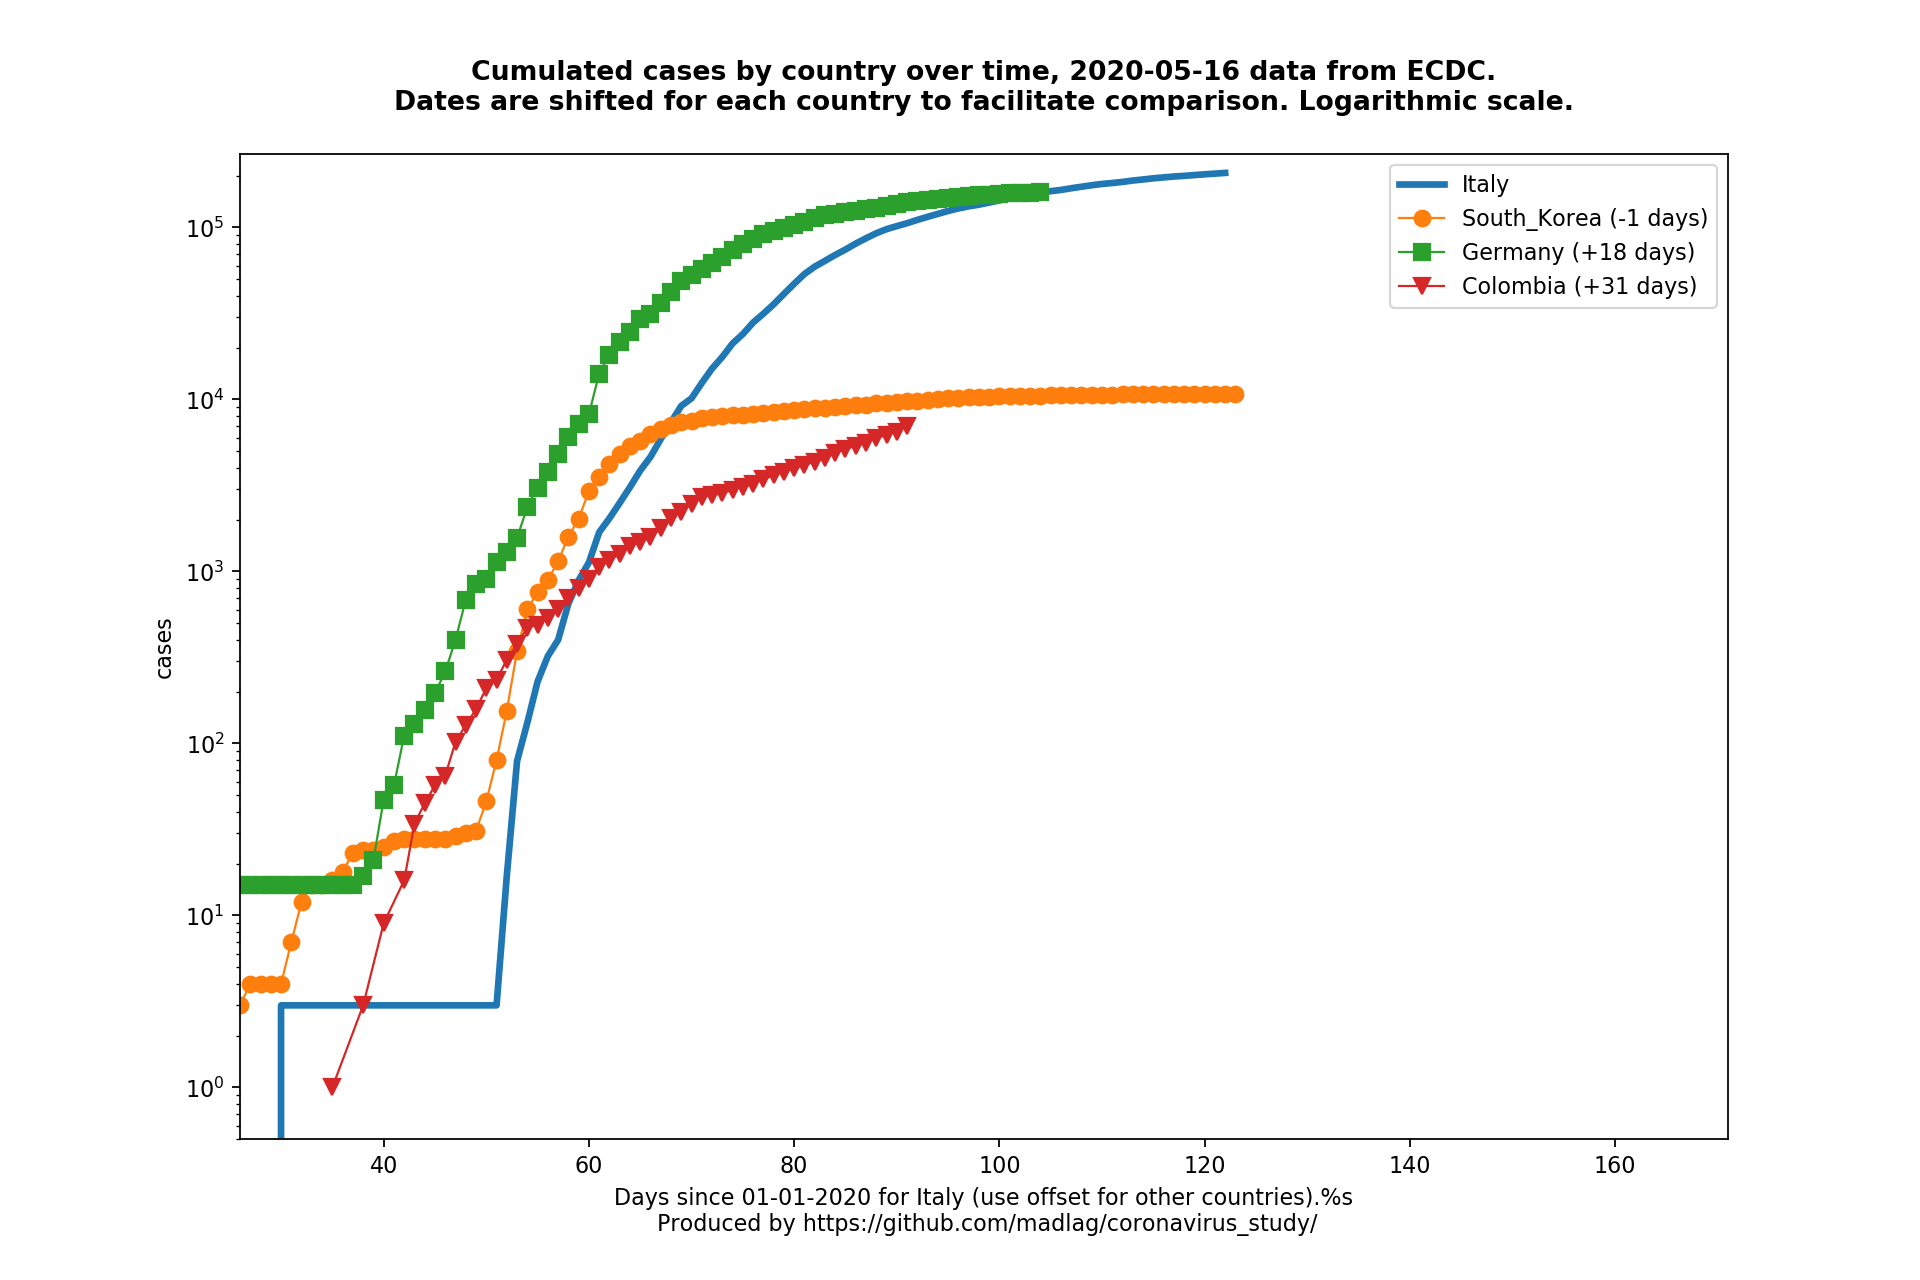 Cumulated cases by country over time, 2020-05-16 data from ECDC.
Dates are shifted for each country to facilitate comparison. Logarithmic scale.
Italy
South_Korea (-1 days)
Germany (+18 days)
Colombia (+31 days)
10^5
10^4
10^3
10^2
10^1
10^0
cases
40 60 80 100 120 140 160
Days since 01-01-2020 for Italy (use offset for other countries).%s
Produced by https://github.com/madlag/coronavirus_study/